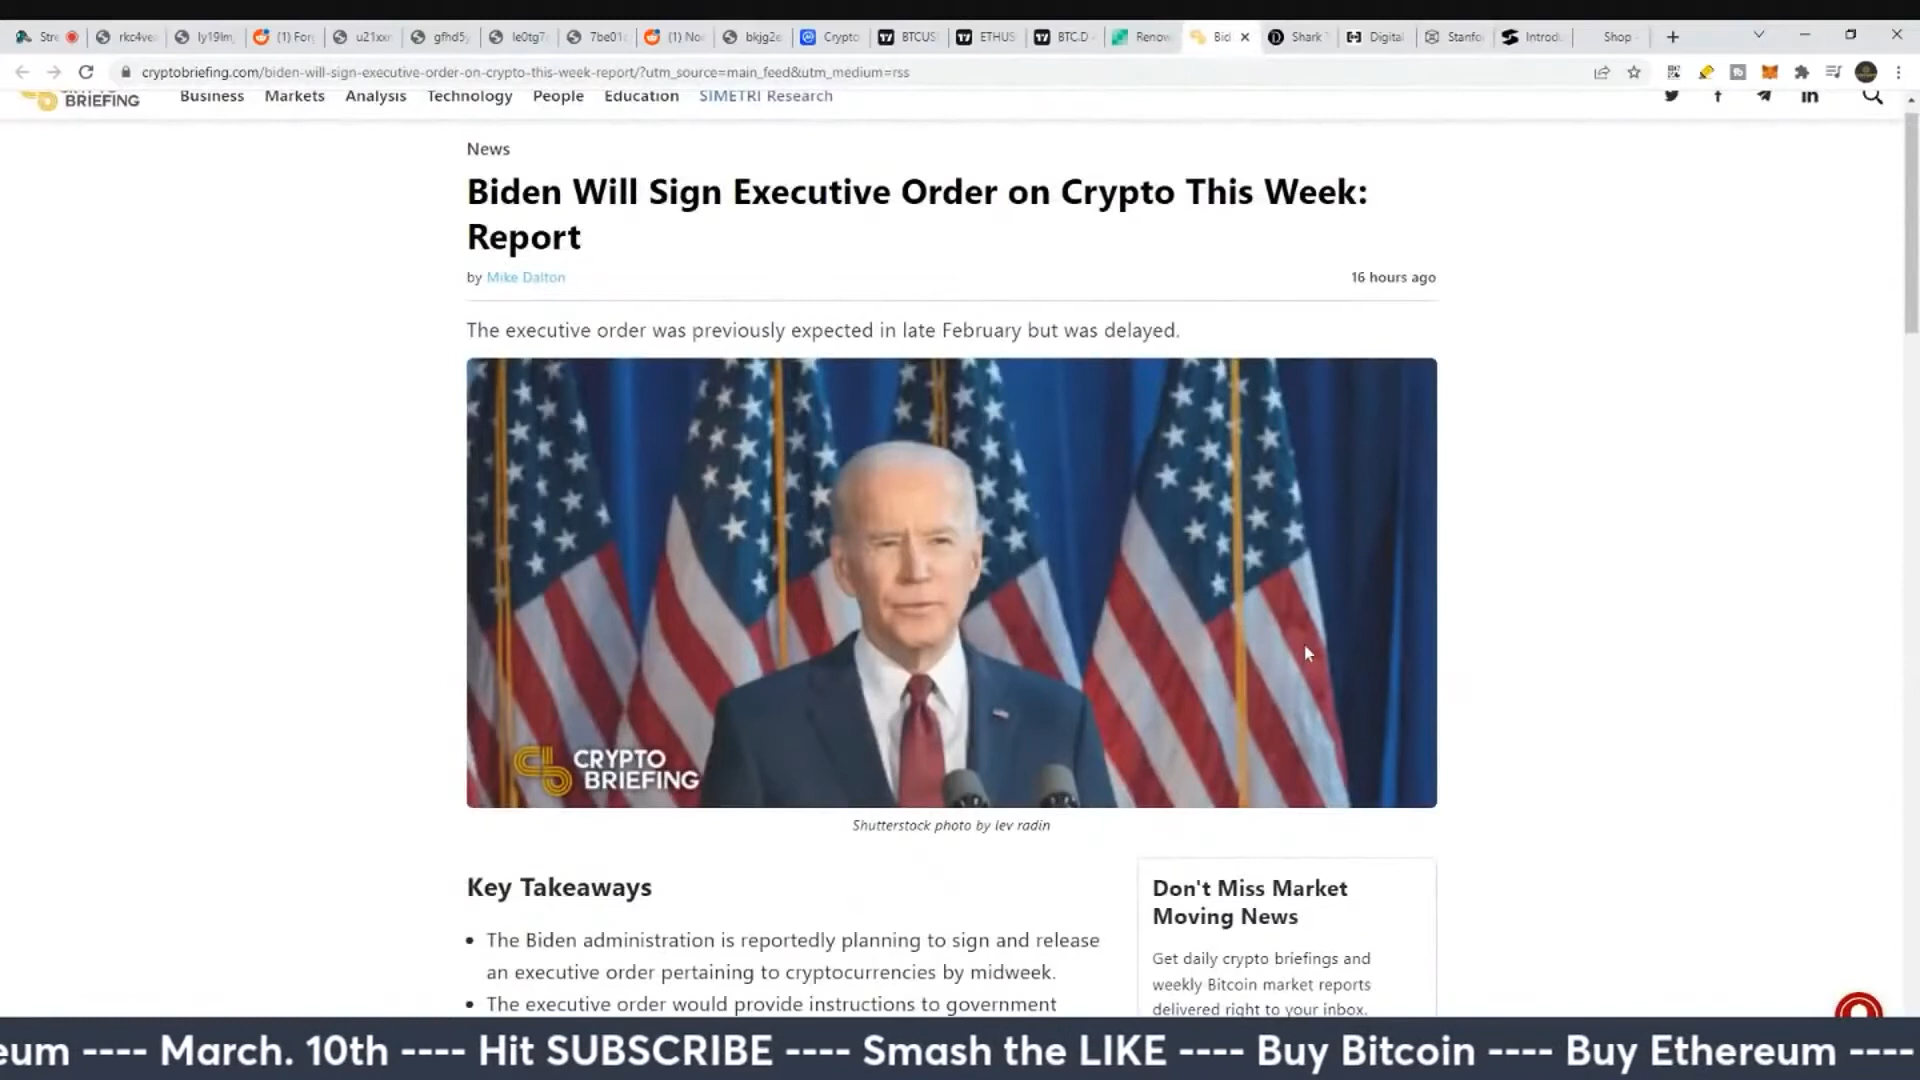 Str
rkc4ve
ly19lm
(1) For
u21xxr
gfhd5y
le0tg7
7be01
(1) No
bkjg2e
Crypto
BTCUS
ETHUS
BTC.D
Renow
Bid
Shark
Digital
Stanfo
Introd
Shop
cryptobriefing.com/biden-will-sign-executive-order-on-crypto-this-week-report/?utm_source=main_feed&utm_medium=rss
BRIEFING
Business Markets Analysis Technology People Education SIMETRI Research
News
Biden Will Sign Executive Order on Crypto This Week:
Report
by Mike Dalton
16 hours ago
The executive order was previously expected in late February but was delayed.
CRYPTO
BRIEFING
Shutterstock photo by lev radin
Key Takeaways
• The Biden administration is reportedly planning to sign and release
an executive order pertaining to cryptocurrencies by midweek.
• The executive order would provide instructions to government
Don't Miss Market
Moving News
Get daily crypto briefings and
weekly Bitcoin market reports
delivered right to your inbox.
eum ---- March. 10th ---- Hit SUBSCRIBE ---- Smash the LIKE ---- Buy Bitcoin ---- Buy Ethereum ----